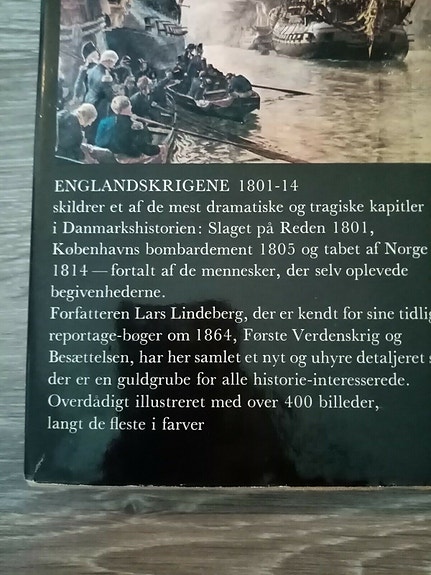 ENGLANDSKRIGENE 1801-14
skildrer et af de mest dramatiske og tragiske kapitler
i Danmarkshistorien: Slaget på Reden 1801,
Københavns bombardement 1805 og tabet af Norge
1814 — fortalt af de mennesker, der selv oplevede
begivenhederne.
Forfatteren Lars Lindeberg, der er kendt for sine
reportage-bøger om 1864, Første Verdenskrig og
Besættelsen, har her samlet et nyt og uhyre detaljeret
der er en guldgrube for alle historie-interesserede.
Overdådigt illustreret med over 400 billeder,
langt de fleste i farver